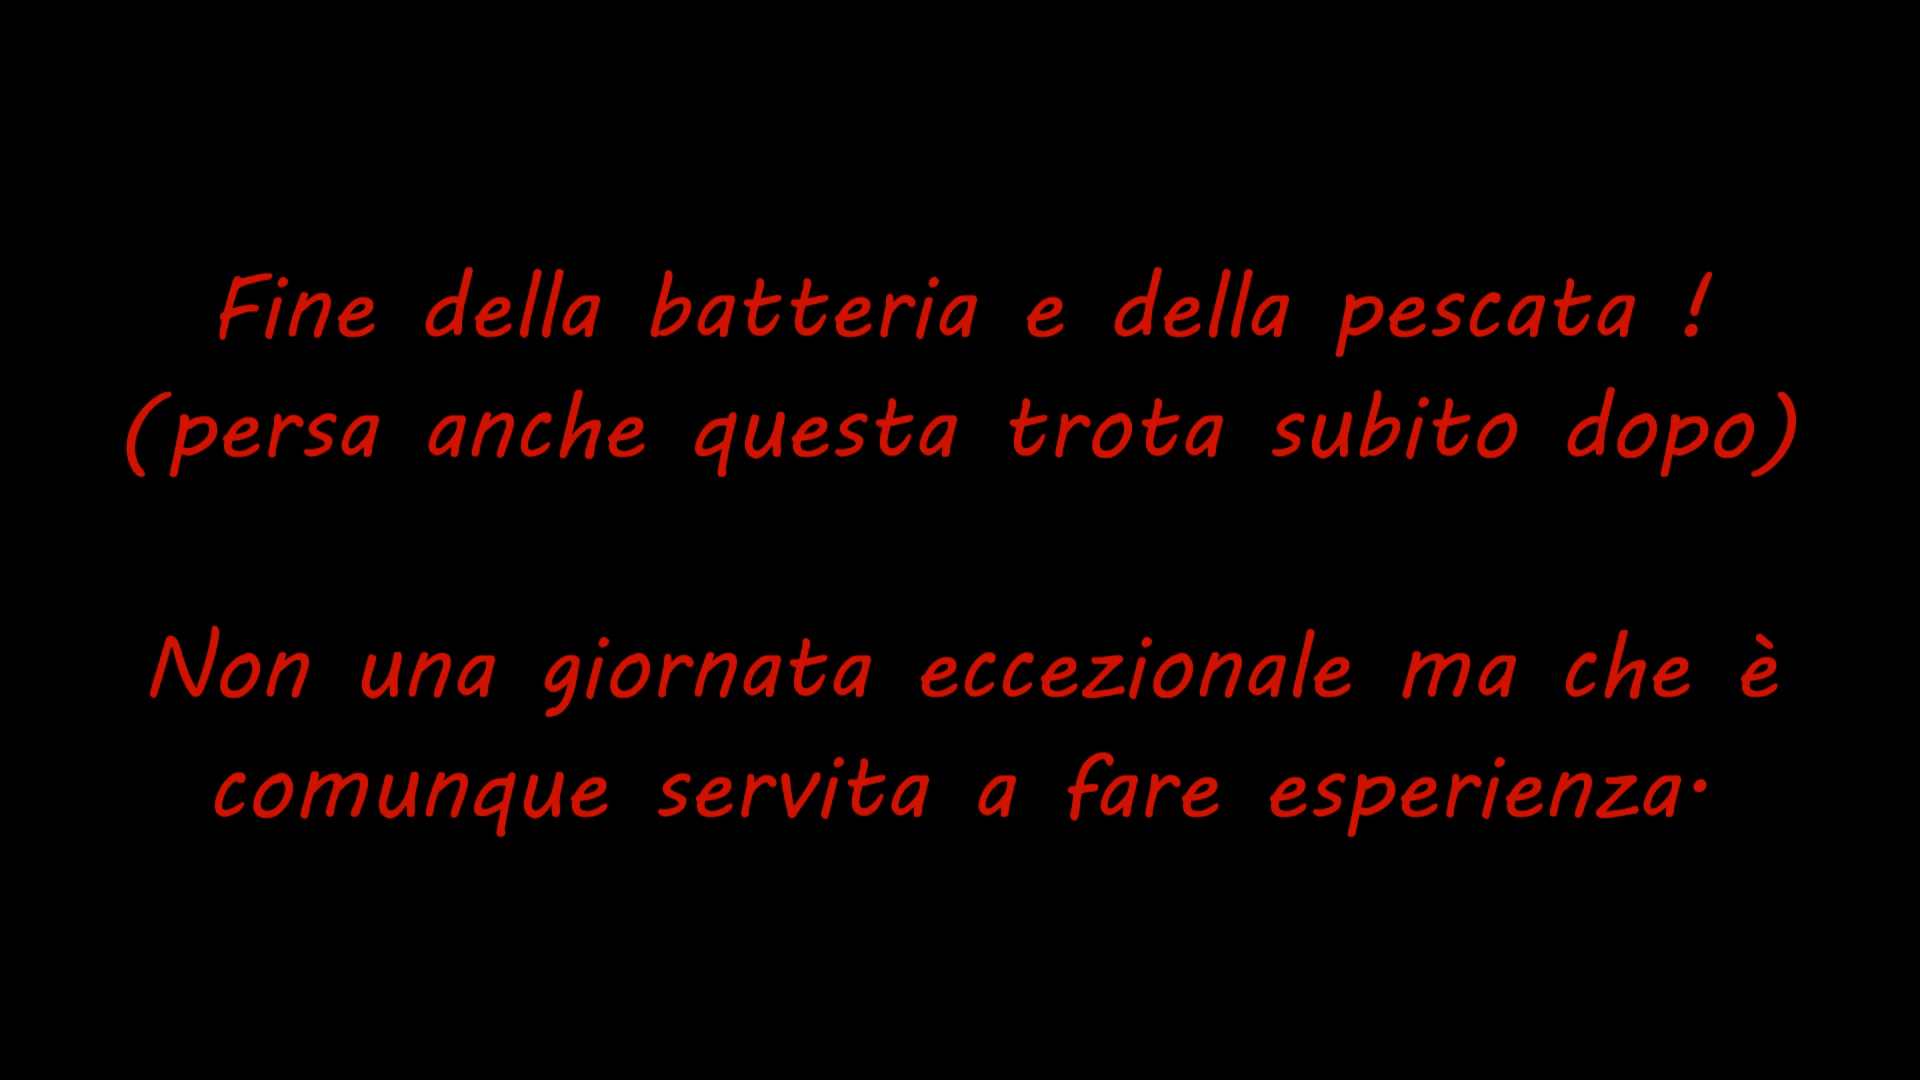 Fine della batteria e della pescata !
(persa anche questa trota subito dopo)
Non una giornata eccezionale ma che è
comunque servita a fare esperienza.